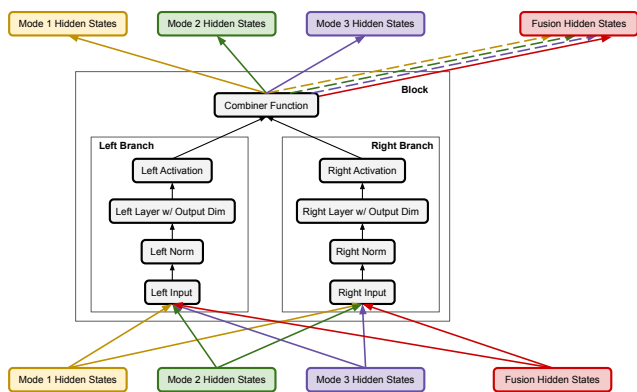 Mode 1 Hidden States
Mode 2 Hidden States
Mode 3 Hidden States
Fusion Hidden States
Block
Combiner Function
Left Branch
Right Branch
Left Activation
Right Activation
Left Layer w/ Output Dim
Right Layer w/ Output Dim
Left Norm
Right Norm
Left Input
Right Input
Mode 1 Hidden States
Mode 2 Hidden States
Mode 3 Hidden States
Fusion Hidden States